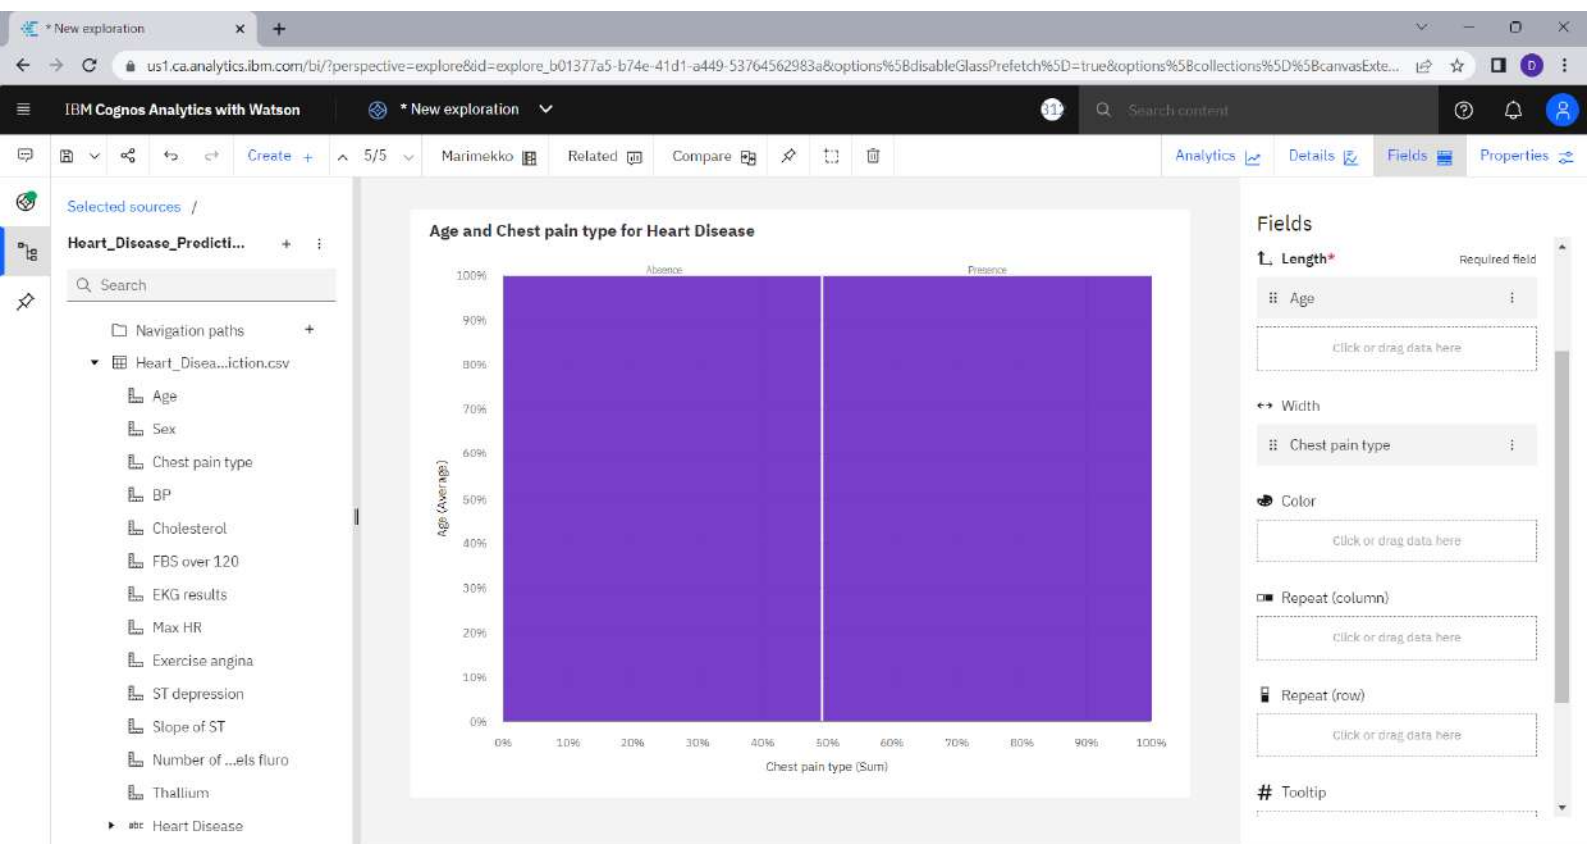 * New exploration
us1.ca.analytics.ibm.com/bi/?perspective=explore&id=explore_b01377a5-b74e-41d1-a449-53764562983a&options%5BdisableGlassPrefetch%5D=true&options%5Bcollections%5D%5BcanvasExte...
D
IBM Cognos Analytics with Watson
* New exploration
Search content
Create +
5/5
Marimekko
Related
Compare
Analytics
Details
Fields
Properties
Selected sources /
Heart_Disease_Predicti...
Search
Navigation paths
Heart_Disea...iction.csv
Age
Sex
Chest pain type
BP
Cholesterol
FBS over 120
EKG results
Max HR
Exercise angina
ST depression
Slope of ST
Number of ...els fluro
Thallium
abc Heart Disease
Age and Chest pain type for Heart Disease
Absence
Presence
100%
90%
80%
70%
60%
50%
40%
30%
20%
10%
0%
Age (Average)
0% 10% 20% 30% 40% 50% 60% 70% 80% 90% 100%
Chest pain type (Sum)
Fields
Length* Required field
Age
Click or drag data here
Width
Chest pain type
Color
Click or drag data here
Repeat (column)
Click or drag data here
Repeat (row)
Click or drag data here
# Tooltip